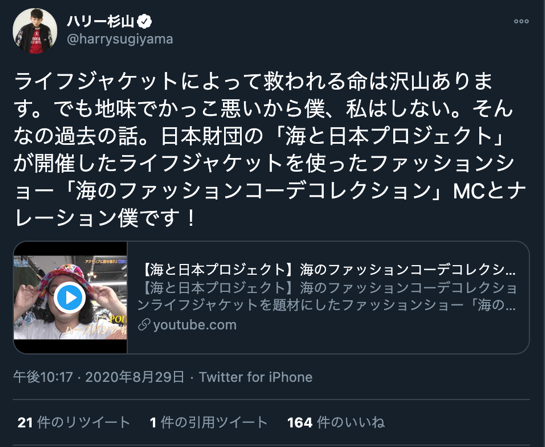 ハリー杉山
@harrysugiyama
ライフジャケットによって救われる命は沢山ありま
す。でも地味でかっこ悪いから僕、私はしない。そん
なの過去の話。日本財団の「海と日本プロジェクト」
が開催したライフジャケットを使ったファッションシ
ョー「海のファッションコーデコレクション」MCとナ
レーション僕です！
【海と日本プロジェクト】海のファッションコーデコレクシ...
【海と日本プロジェクト】海のファッションコーデコレクショ
ンライフジャケットを題材にしたファッションショー「海の...
youtube.com
午後10:17 · 2020年8月29日 · Twitter for iPhone
21 件のリツイート 1 件の引用ツイート 164 件のいいね